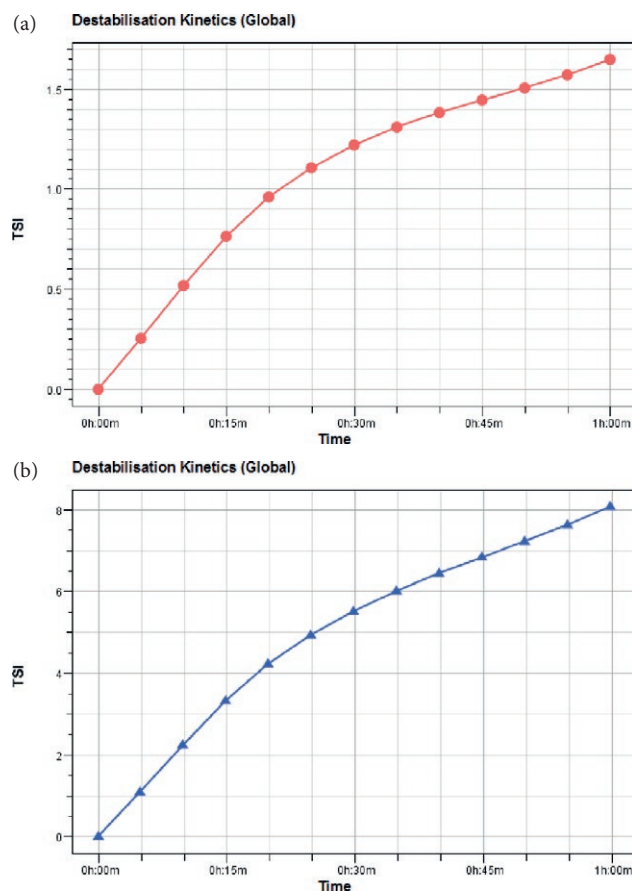 (a)
Destabilisation Kinetics (Global)
1.5
1.0
0.5
0.0
TSI
0h:00m 0h:15m 0h:30m 0h:45m 1h:00m
Time
(b)
Destabilisation Kinetics (Global)
8
6
4
2
0
TSI
0h:00m 0h:15m 0h:30m 0h:45m 1h:00m
Time